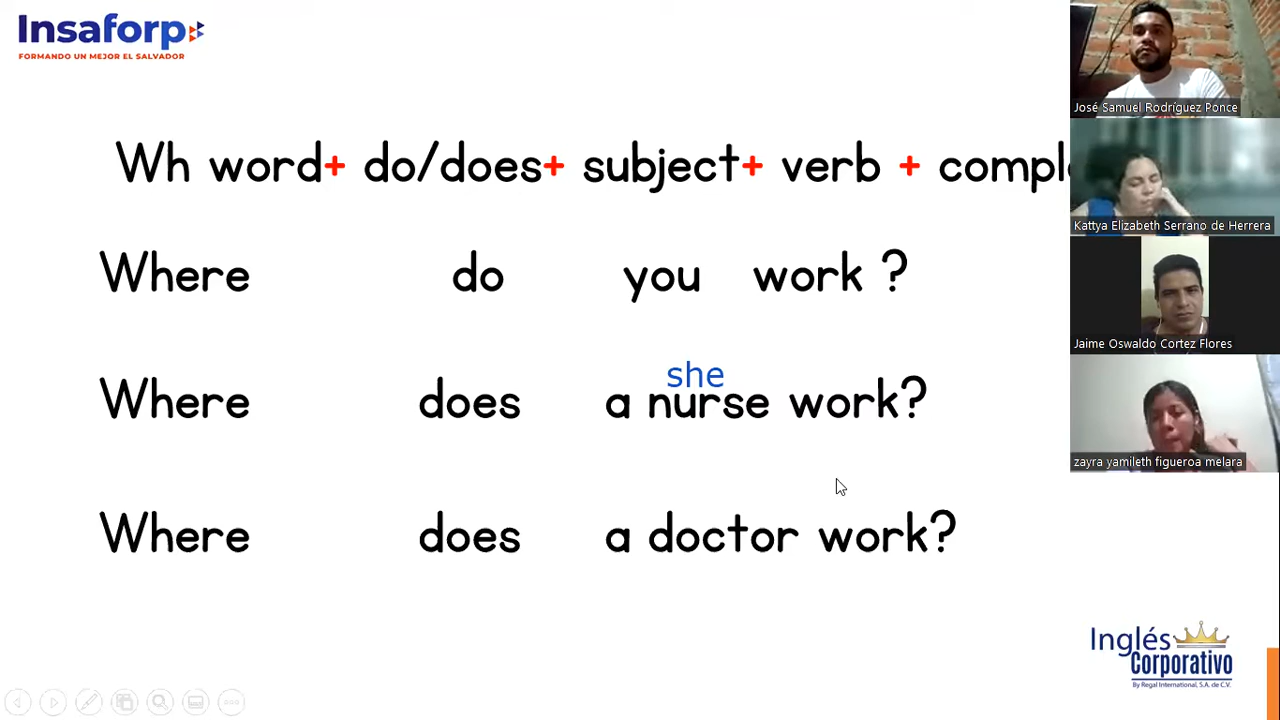 Insaforp
FORMANDO UN MEJOR EL SALVADOR
Wh word+ do/does+ subject+ verb + comple
Where do you work ?
she
Where does a nurse work?
Where does a doctor work?
José Samuel Rodríguez Ponce
Kattya Elizabeth Serrano de Herrera
Jaime Oswaldo Cortez Flores
zayra yamileth figueroa melara
Inglés
Corporativo
By Regal International, S.A. de C.V.